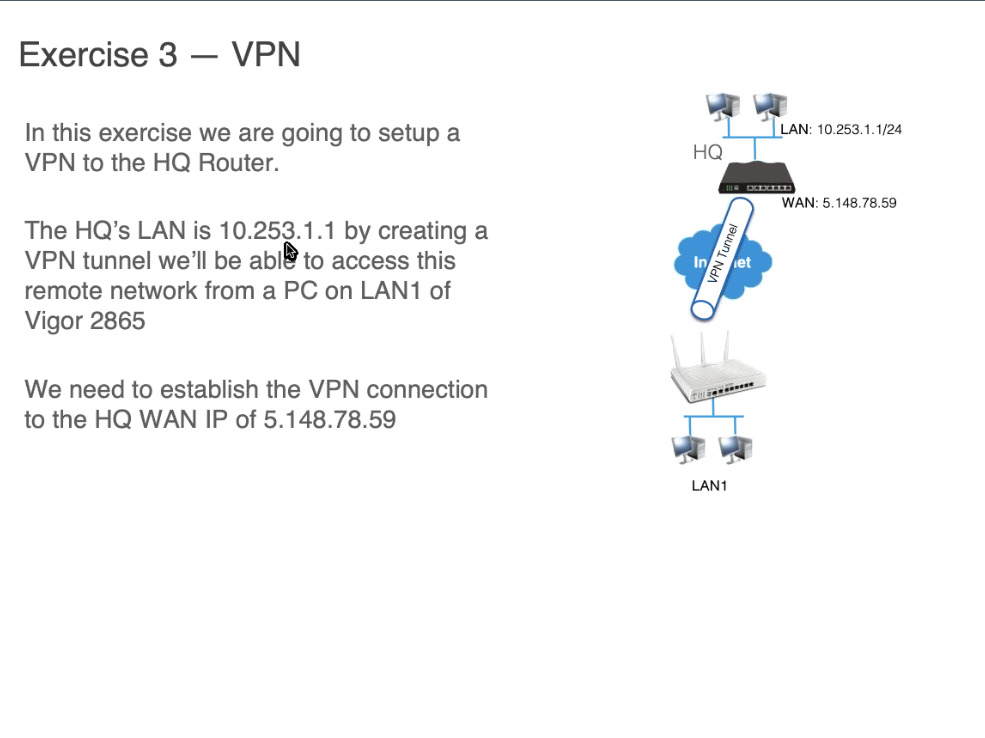 Exercise 3 — VPN
In this exercise we are going to setup a
VPN to the HQ Router.
The HQ's LAN is 10.253.1.1 by creating a
VPN tunnel we'll be able to access this
remote network from a PC on LAN1 of
Vigor 2865
We need to establish the VPN connection
to the HQ WAN IP of 5.148.78.59
LAN: 10.253.1.1/24
HQ
WAN: 5.148.78.59
VPN Tunnel
LAN1